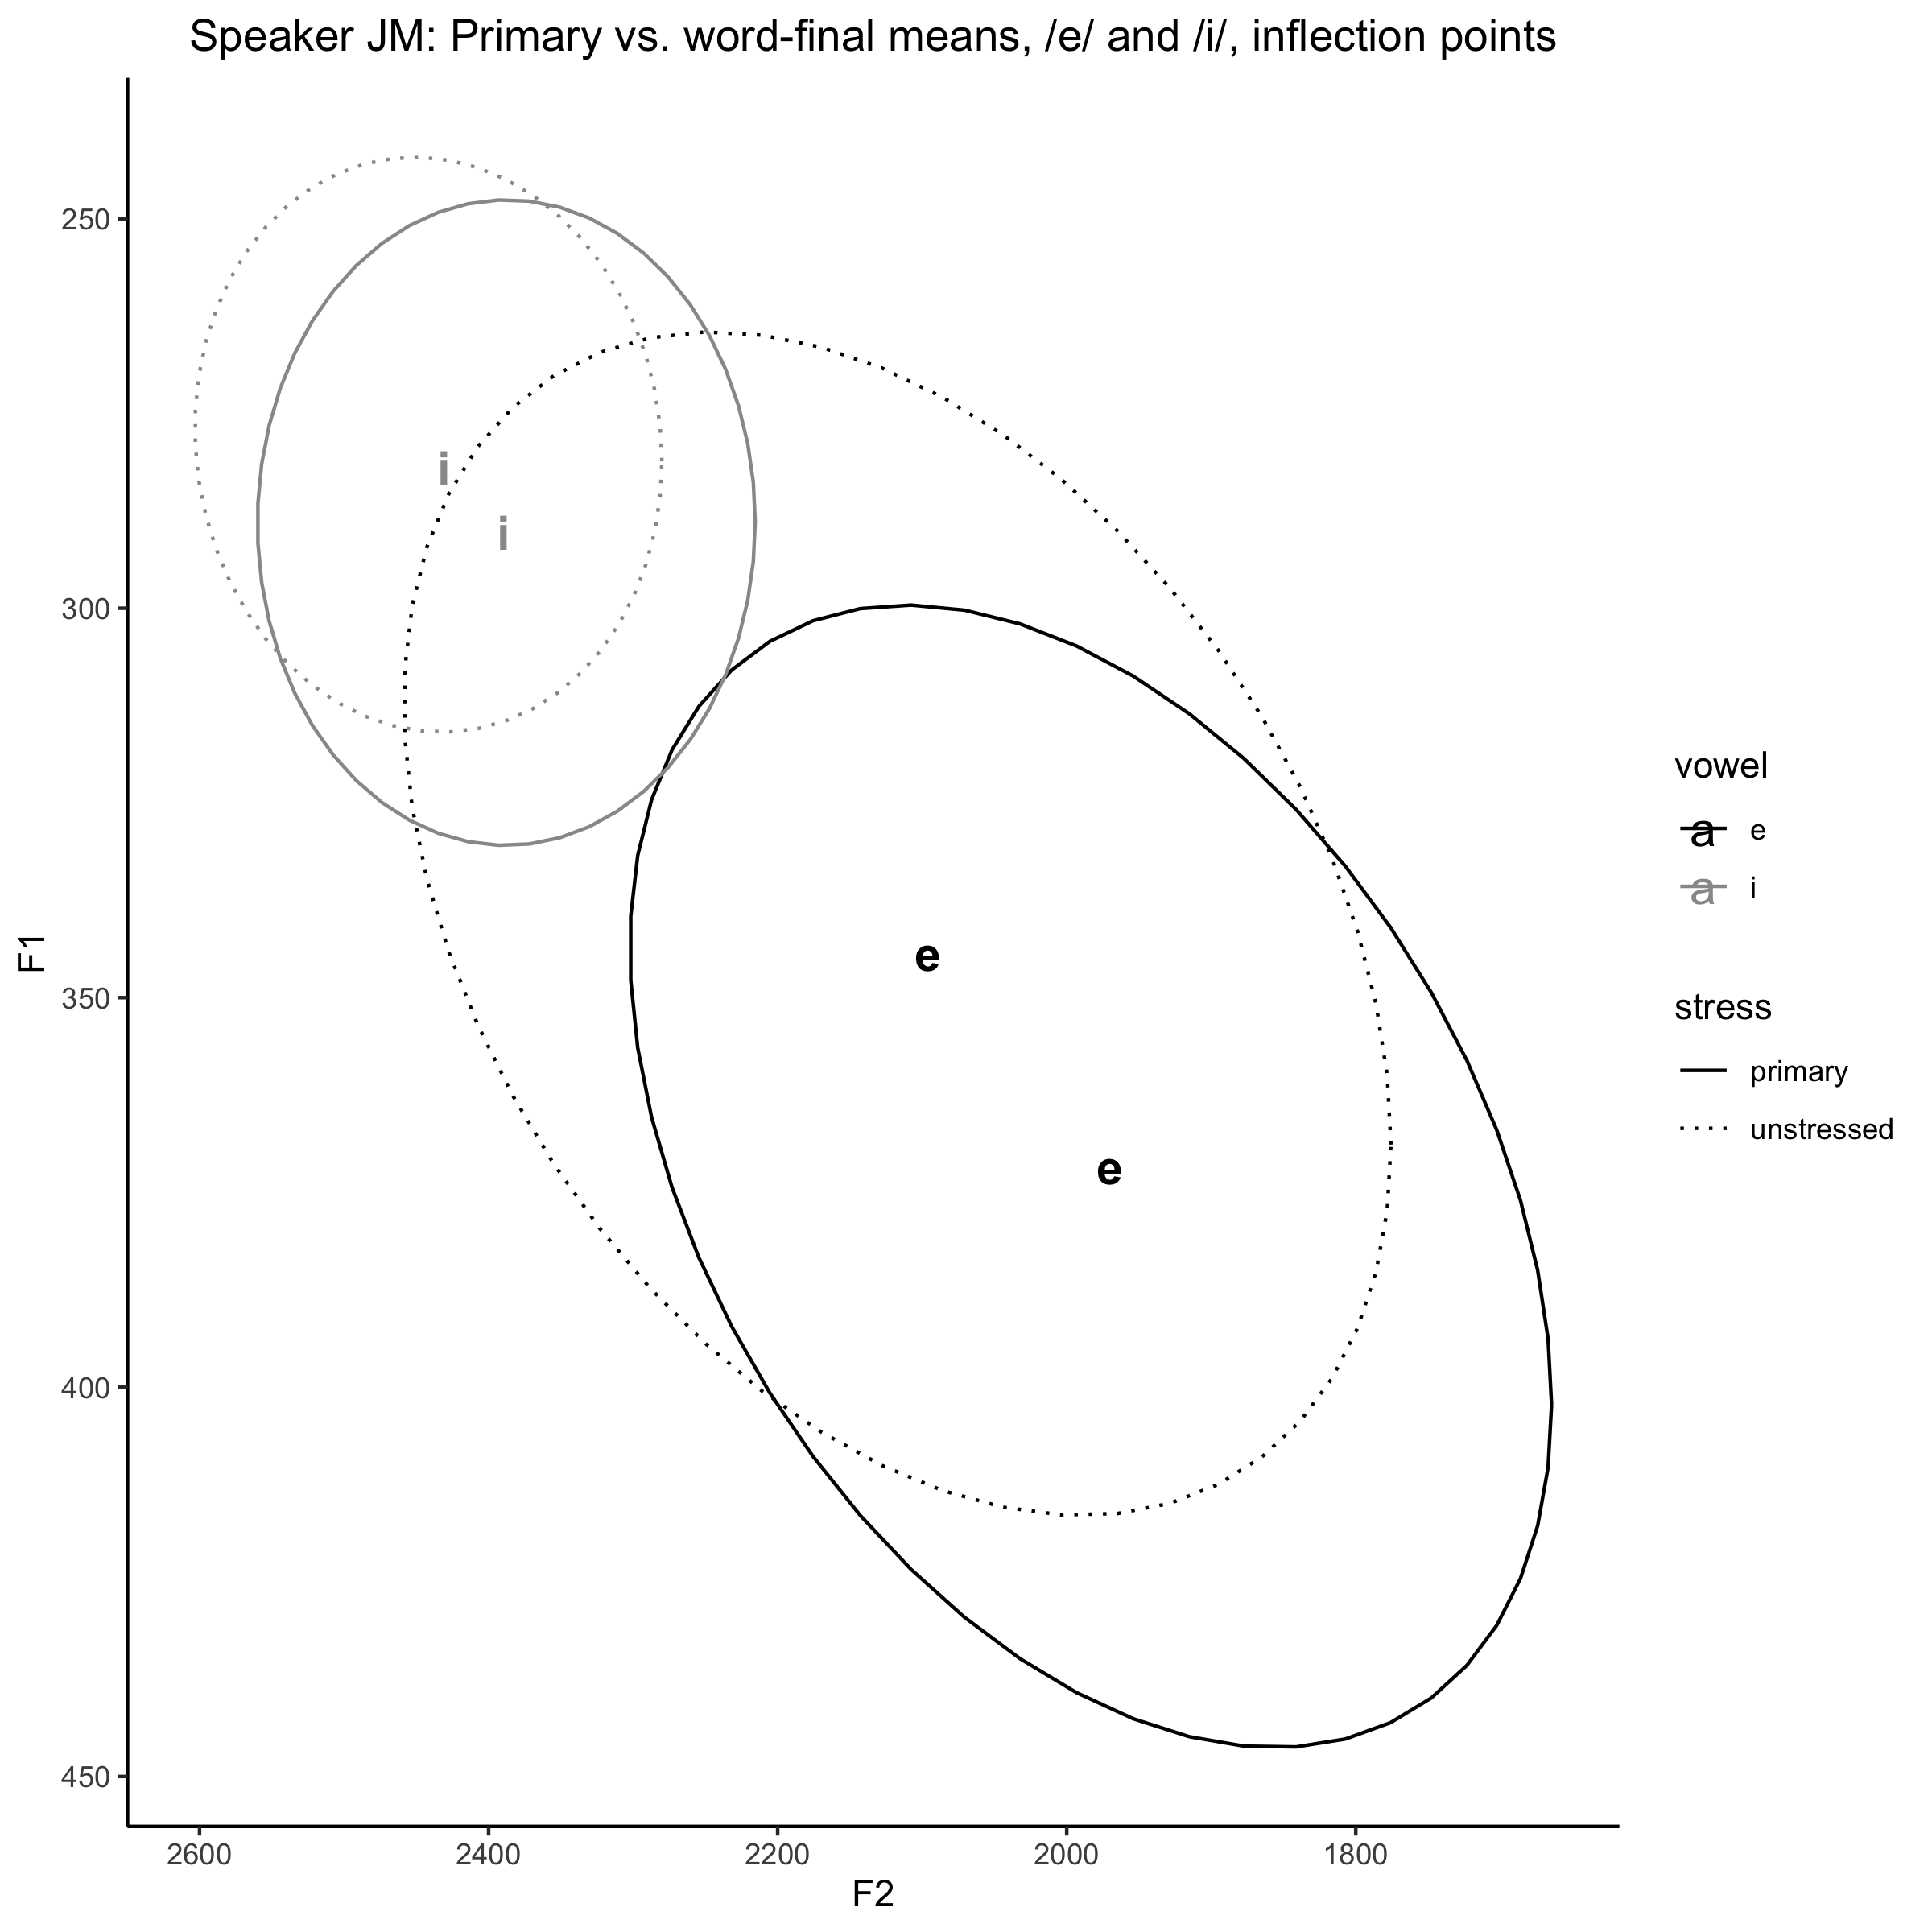 Speaker JM: Primary vs. word-final means, /e/ and /i/, inflection points
250
300
350
400
450
F1
i
i
e
e
2600
2400
2200
2000
1800
F2
vowel
a e
a i
stress
primary
unstressed